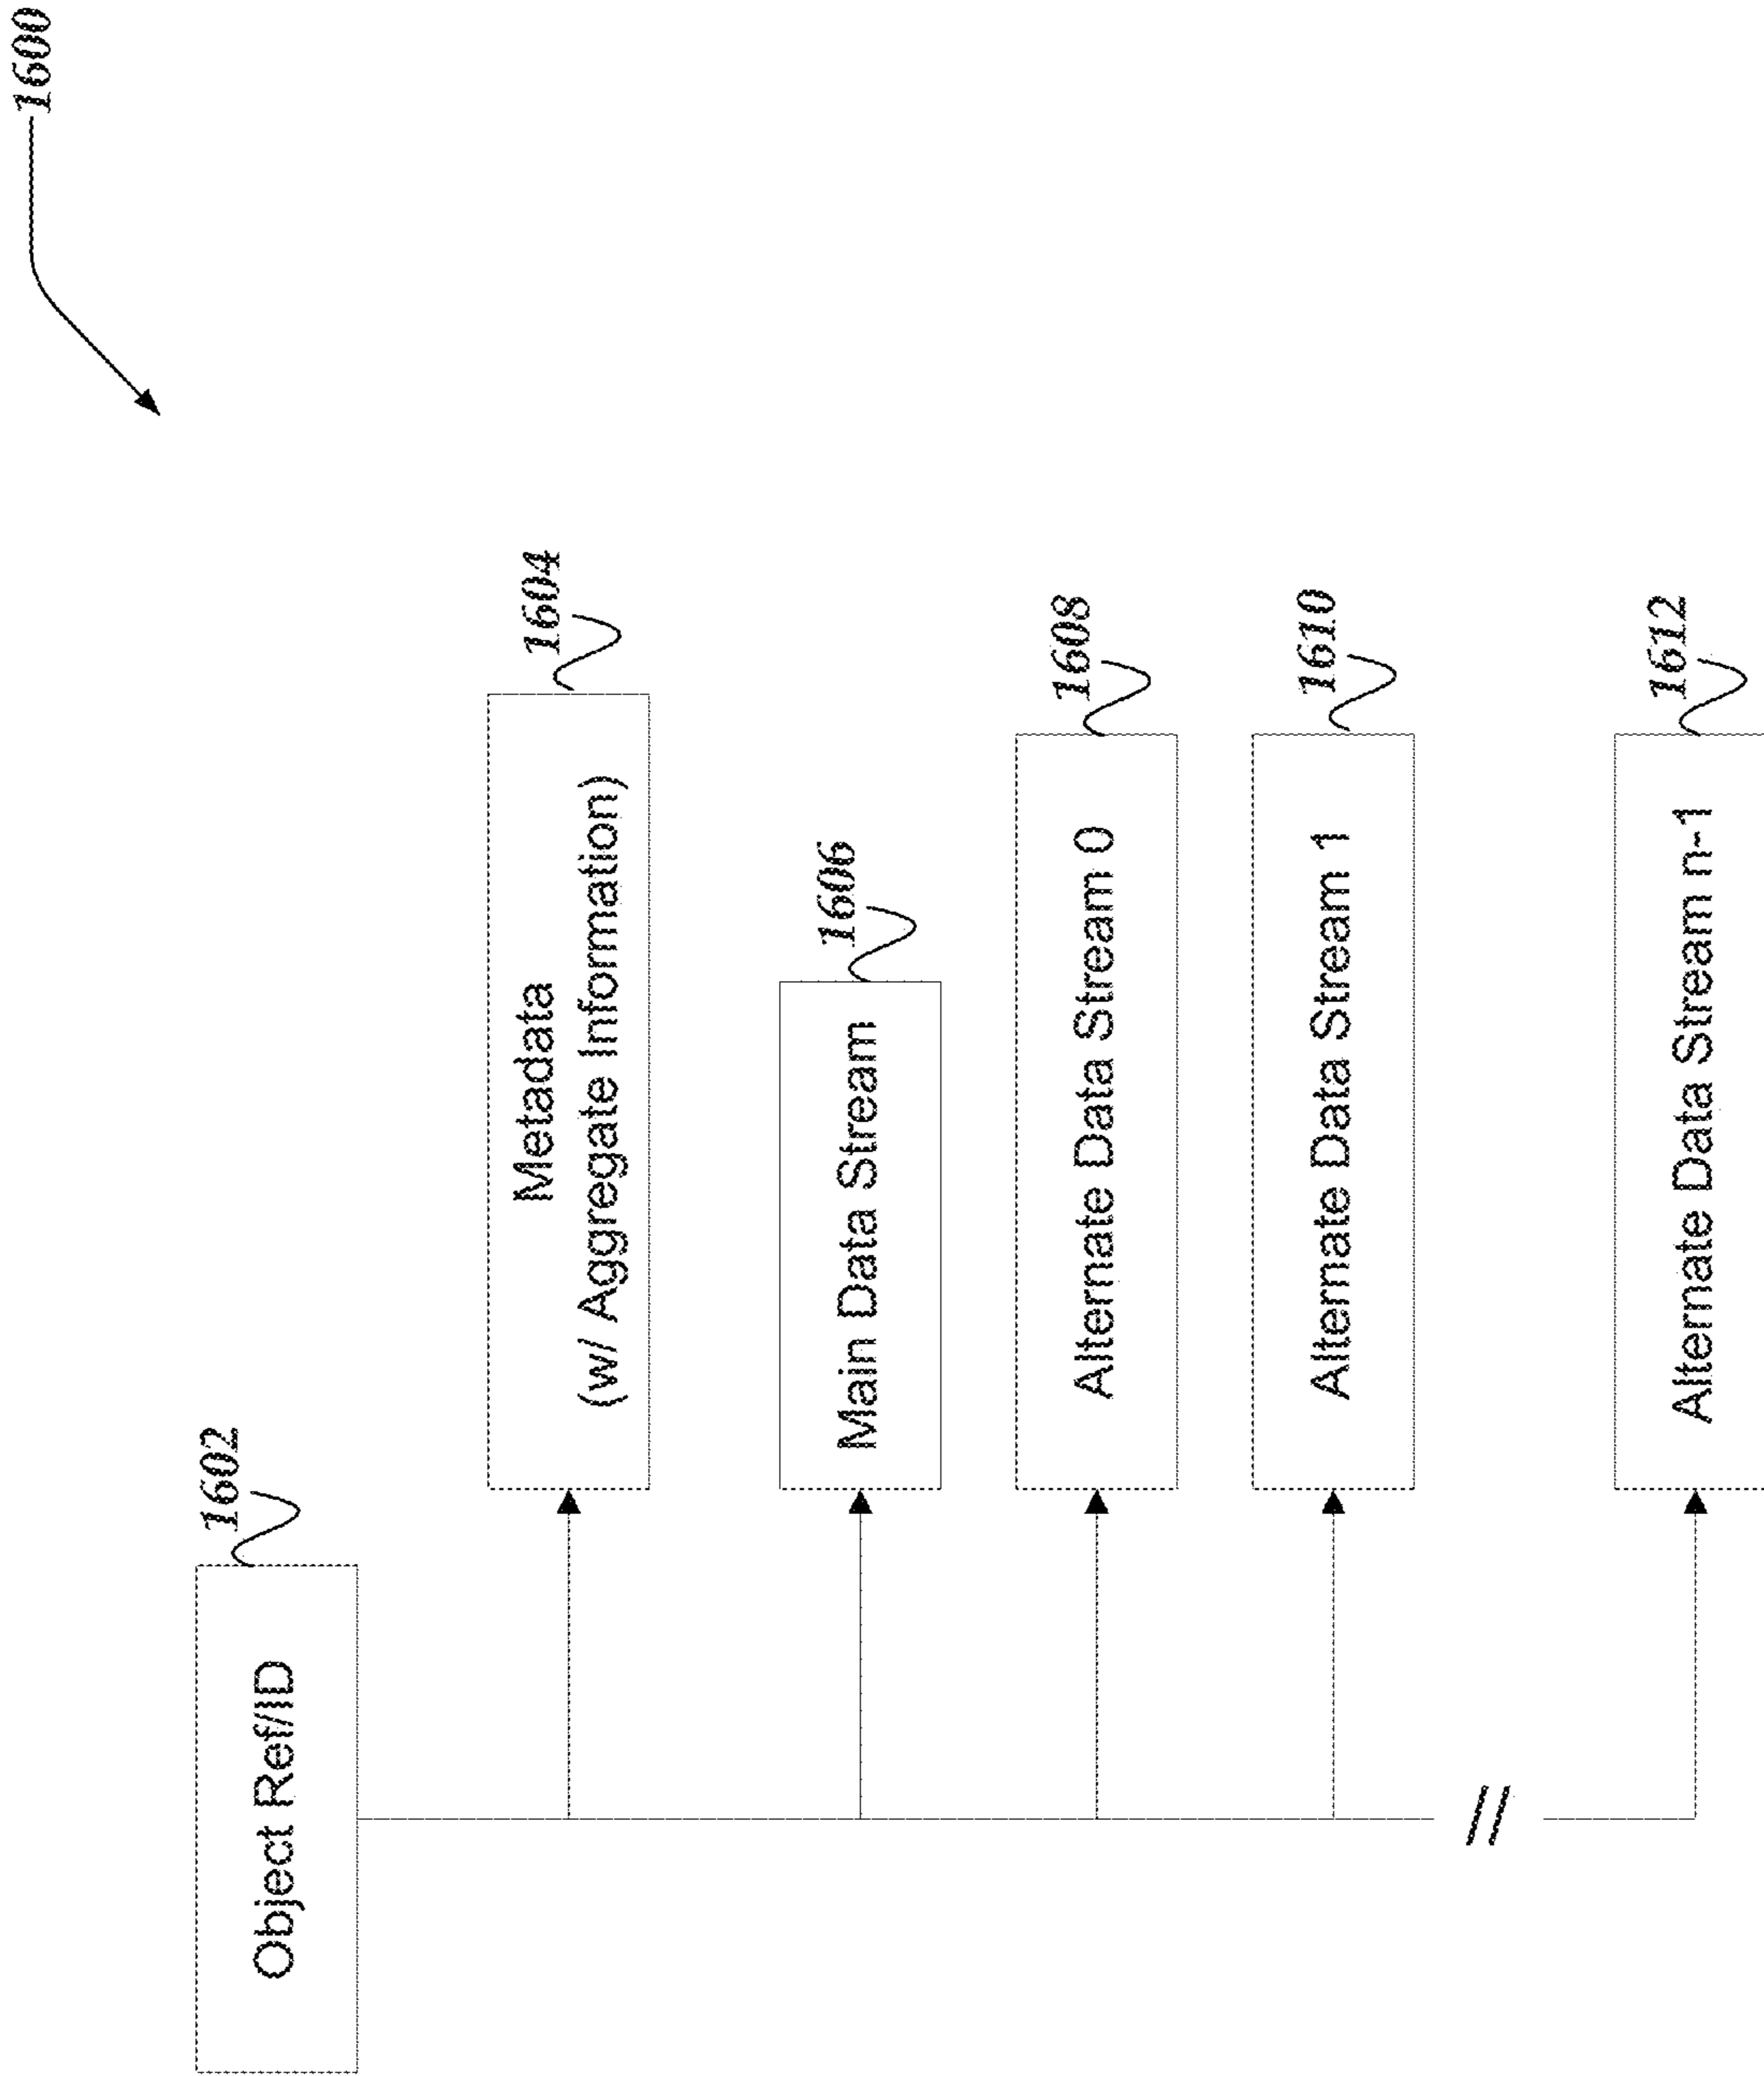 1600
Object Ref/ID
1602
Metadata
(w/ Aggregate Information)
1604
Main Data Stream
1606
Alternate Data Stream 0
1608
Alternate Data Stream 1
1610
//
Alternate Data Stream n-1
1612